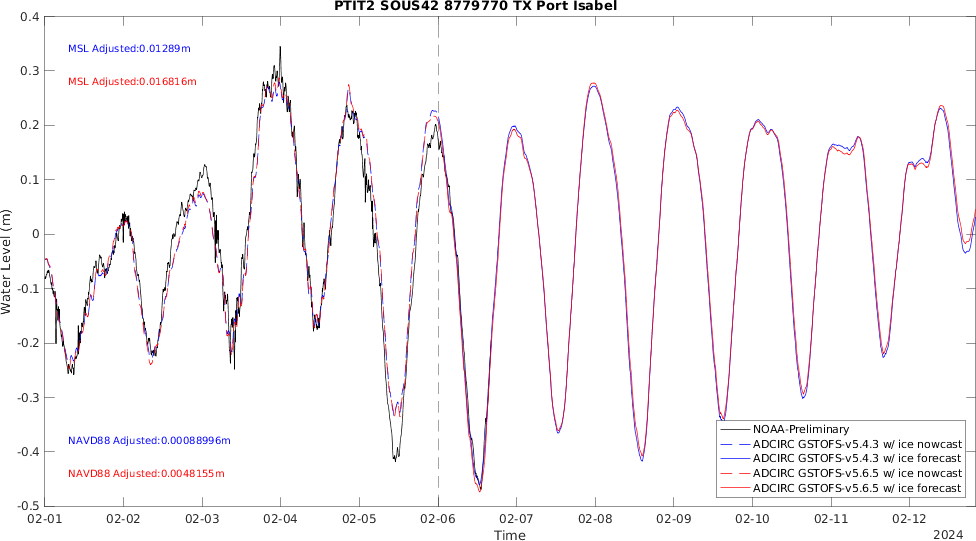 PTIT2 SOUS42 8779770 TX Port Isabel
0.4
0.3
0.2
0.1
0
-0.1
-0.2
-0.3
-0.4
-0.5
Water Level (m)
MSL Adjusted:0.01289m
MSL Adjusted:0.016816m
NAVD88 Adjusted:0.00088996m
NAVD88 Adjusted:0.0048155m
NOAA-Preliminary
ADCIRC GSTOFS-v5.4.3 w/ ice nowcast
ADCIRC GSTOFS-v5.4.3 w/ ice forecast
ADCIRC GSTOFS-v5.6.5 w/ ice nowcast
ADCIRC GSTOFS-v5.6.5 w/ ice forecast
02-01 02-02 02-03 02-04 02-05 02-06 02-07 02-08 02-09 02-10 02-11 02-12
Time
2024